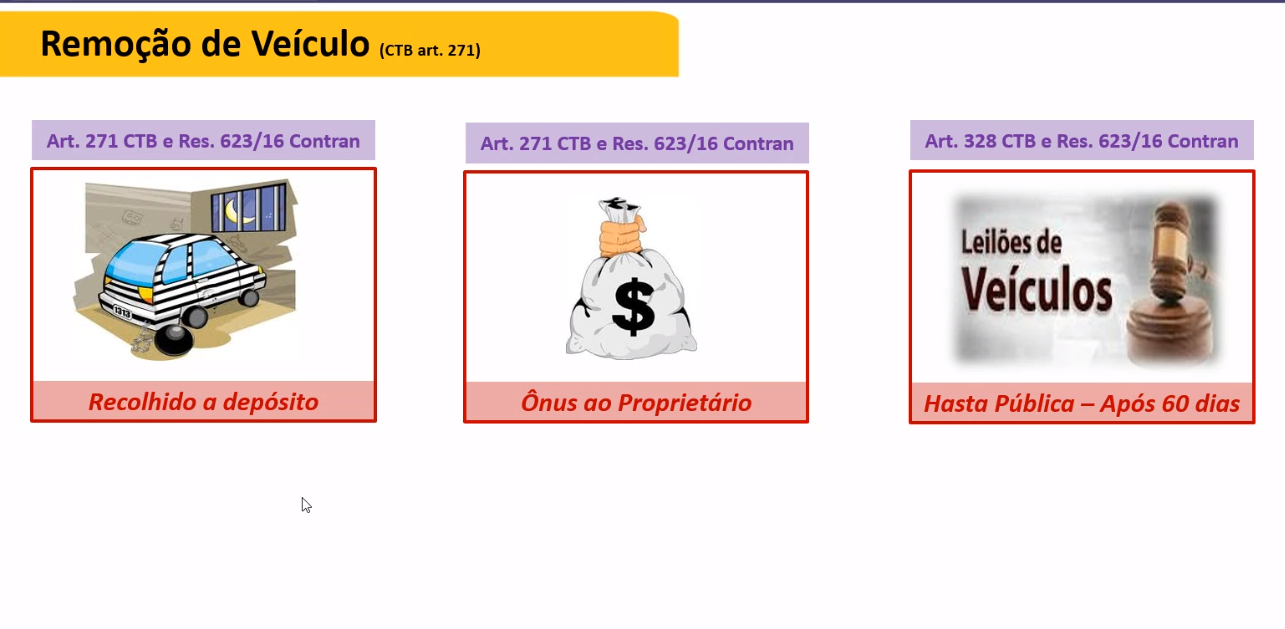 Remoção de Veículo (CTB art. 271)
Art. 271 CTB e Res. 623/16 Contran
1313
Recolhido a depósito
Art. 271 CTB e Res. 623/16 Contran
$
Ônus ao Proprietário
Art. 328 CTB e Res. 623/16 Contran
Leilões de
Veículos
Hasta Pública – Após 60 dias